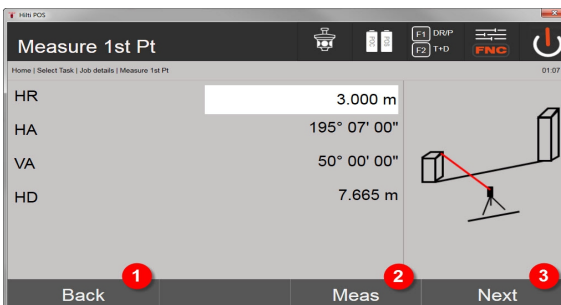 Hilti POS
Measure 1st Pt
POC
POS
F1 DR/P
F2 T+D
FNC
Home | Select Task | Job details | Measure 1st Pt
01:07
HR
3.000 m
HA
195° 07' 00"
VA
50° 00' 00"
HD
7.665 m
1
2
3
Back
Meas
Next